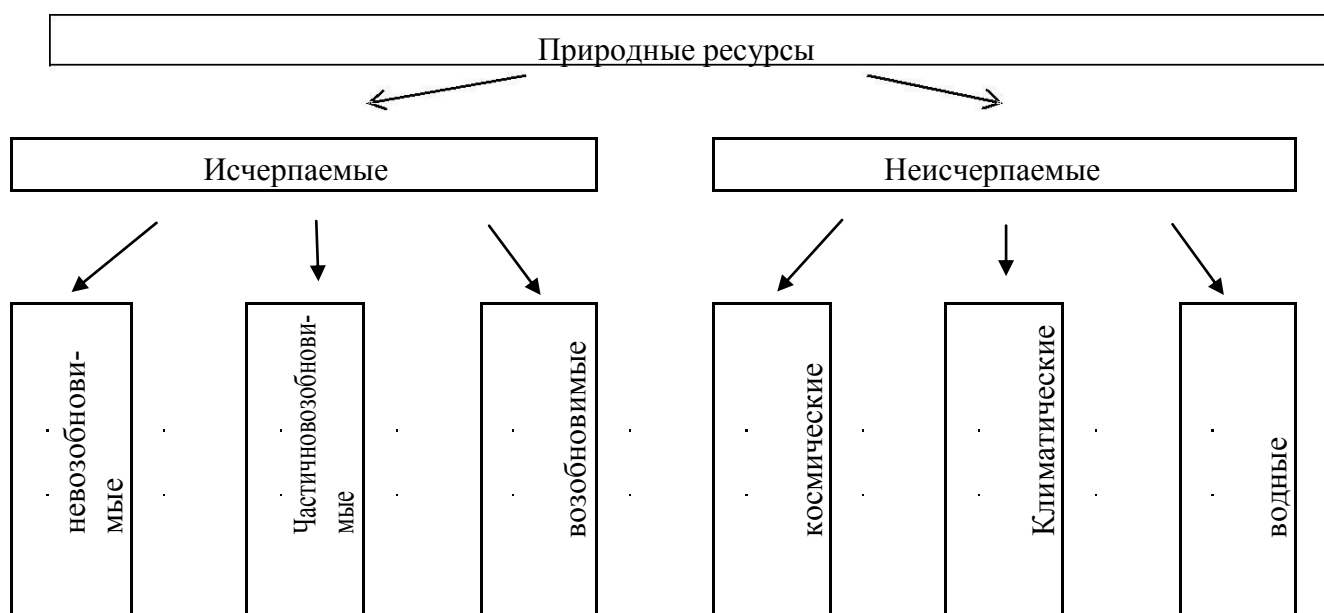 Природные ресурсы
Исчерпаемые
Неисчерпаемые
невозобнови-
мые
Частичновозобнови-
мые
возобновимые
космические
Климатические
водные